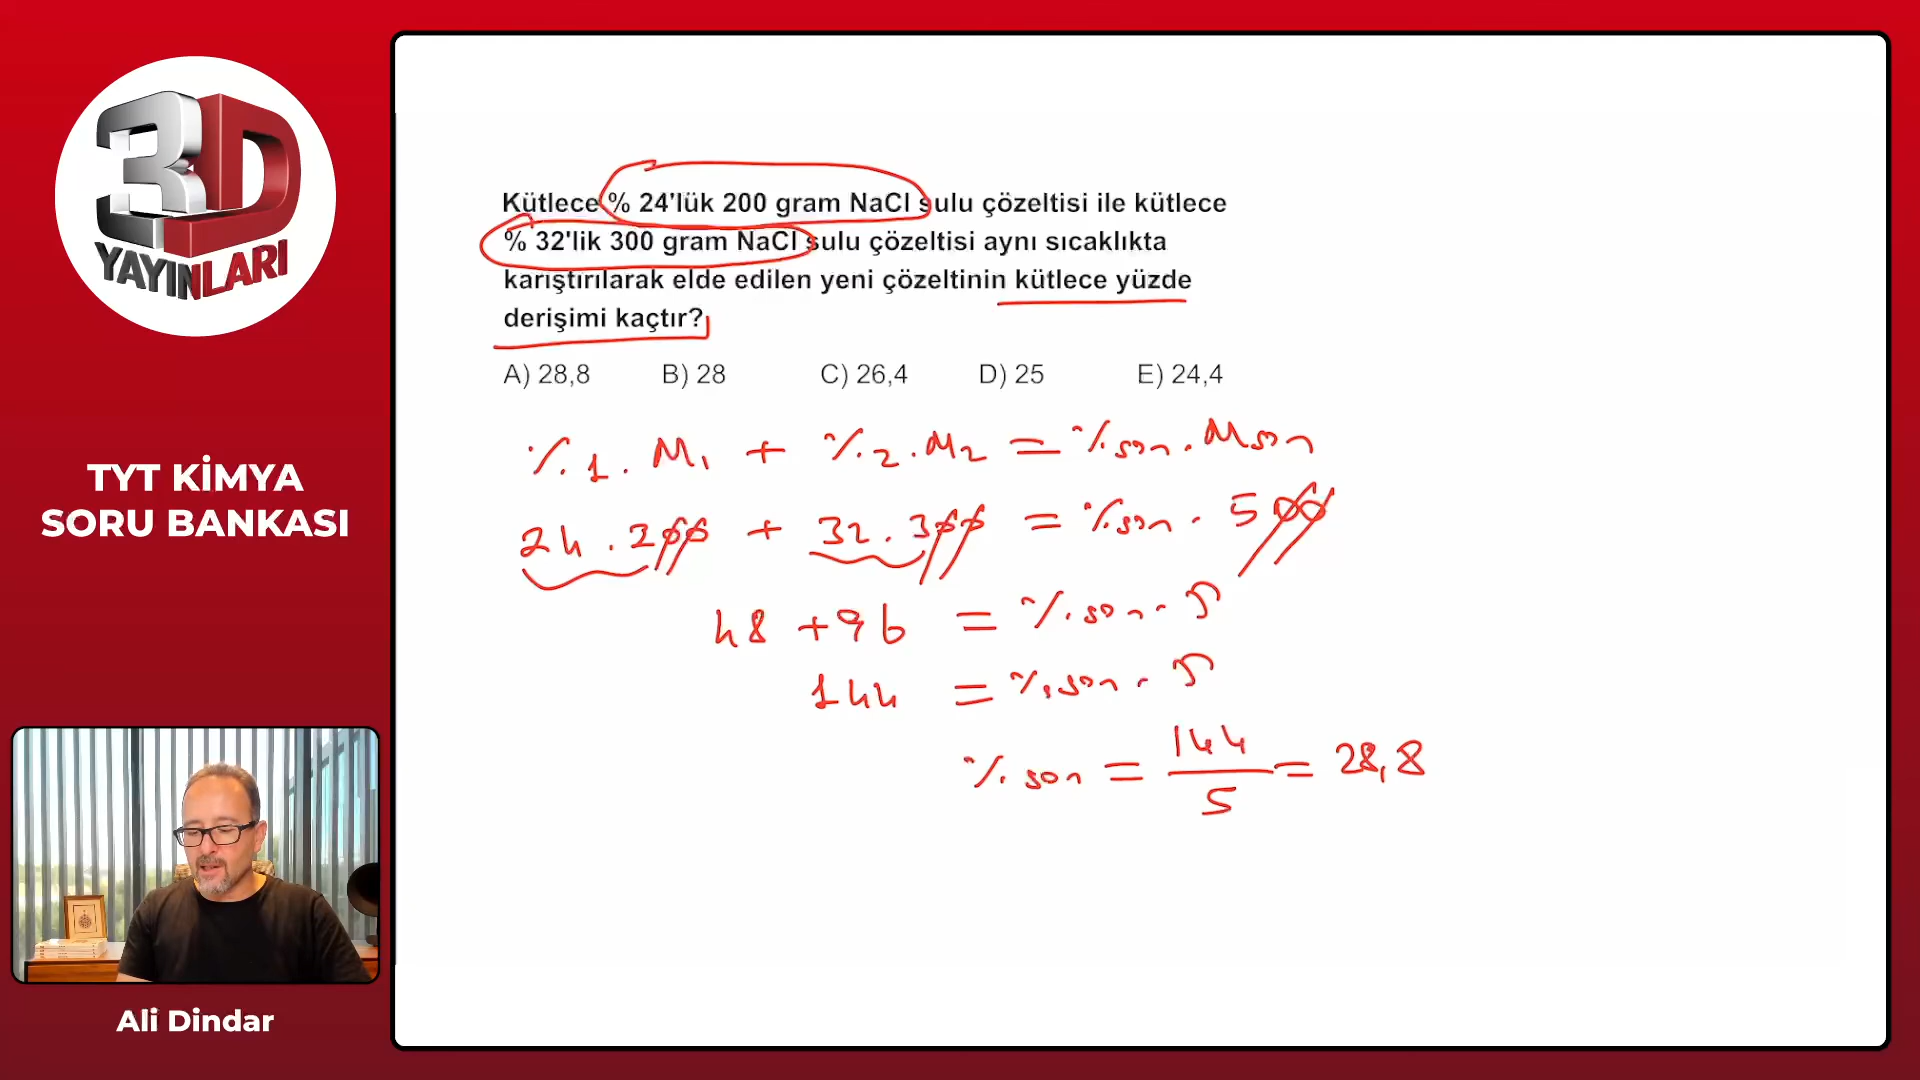 3D
YAYINLARI
TYT KİMYA
SORU BANKASI
Ali Dindar
Kütlece % 24'lük 200 gram NaCl sulu çözeltisi ile kütlece
% 32'lik 300 gram NaCl sulu çözeltisi aynı sıcaklıkta
karıştırılarak elde edilen yeni çözeltinin kütlece yüzde
derişimi kaçtır?
A) 28,8 B) 28 C) 26,4 D) 25 E) 24,4
%1 . M1 + %2 . M2 = %son . Mson
24 . 200 + 32 . 300 = %son . 500
48 + 96 = %son . 5
144 = %son . 5
%son = 144/5 = 28,8